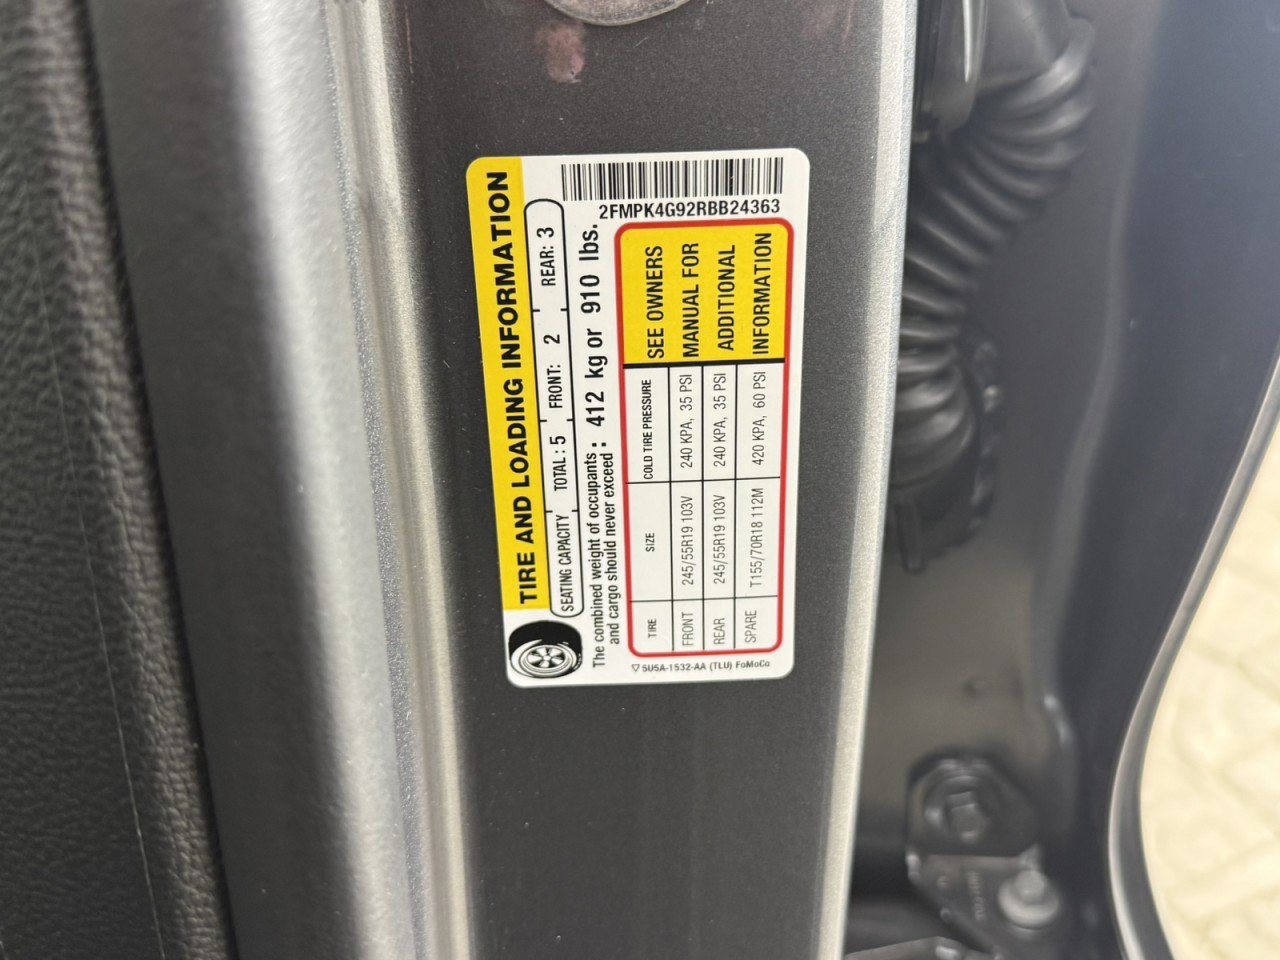 2FMPK4G92RBB24363
TIRE AND LOADING INFORMATION
SEATING CAPACITY TOTAL: 5 FRONT: 2 REAR: 3
The combined weight of occupants and cargo should never exceed : 412 kg or 910 lbs.
TIRE SIZE COLD TIRE PRESSURE
FRONT 245/55R19 103V 240 KPA, 35 PSI
REAR 245/55R19 103V 240 KPA, 35 PSI
SPARE T155/70R18 112M 420 KPA, 60 PSI
SEE OWNERS
MANUAL FOR
ADDITIONAL
INFORMATION
5U5A-1532-AA (TLU) FoMoCo